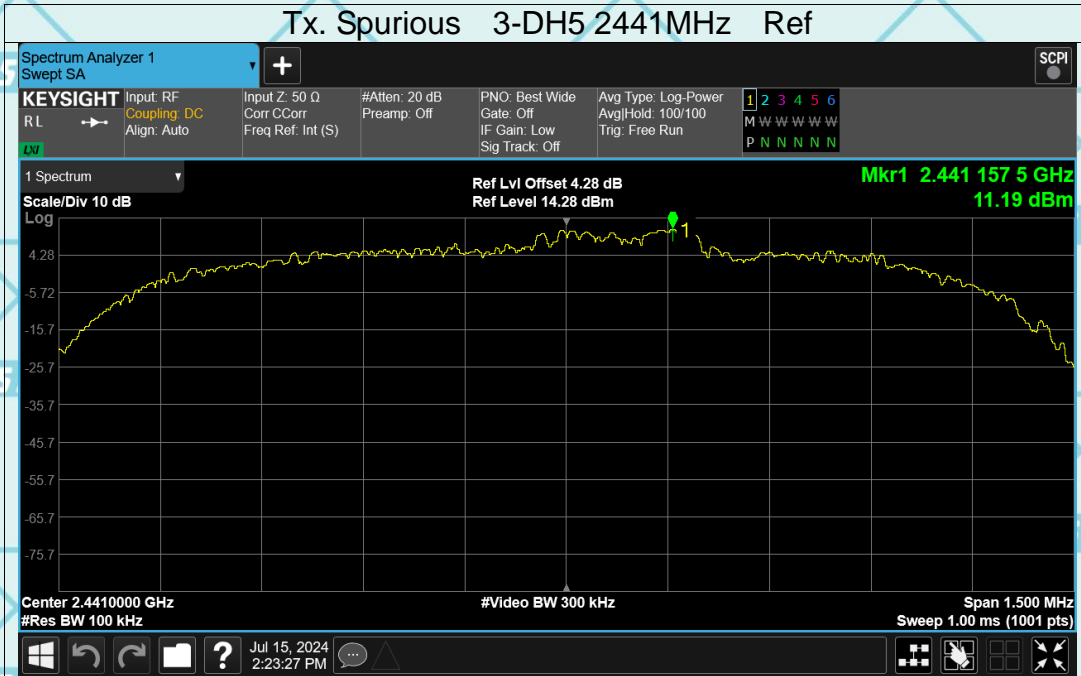 Tx. Spurious 3-DH5 2441MHz Ref
Spectrum Analyzer 1
Swept SA
+
SCPI
KEYSIGHT
RL
LXI
Input: RF
Coupling: DC
Align: Auto
Input Z: 50 Ω
Corr CCorr
Freq Ref: Int (S)
#Atten: 20 dB
Preamp: Off
PNO: Best Wide
Gate: Off
IF Gain: Low
Sig Track: Off
Avg Type: Log-Power
Avg|Hold: 100/100
Trig: Free Run
1 2 3 4 5 6
M W W W W W
P N N N N N
1 Spectrum
Scale/Div 10 dB
Ref Lvl Offset 4.28 dB
Ref Level 14.28 dBm
Mkr1 2.441 157 5 GHz
11.19 dBm
Log
1
4.28
-5.72
-15.7
-25.7
-35.7
-45.7
-55.7
-65.7
-75.7
Center 2.4410000 GHz
#Res BW 100 kHz
#Video BW 300 kHz
Span 1.500 MHz
Sweep 1.00 ms (1001 pts)
?
Jul 15, 2024
2:23:27 PM